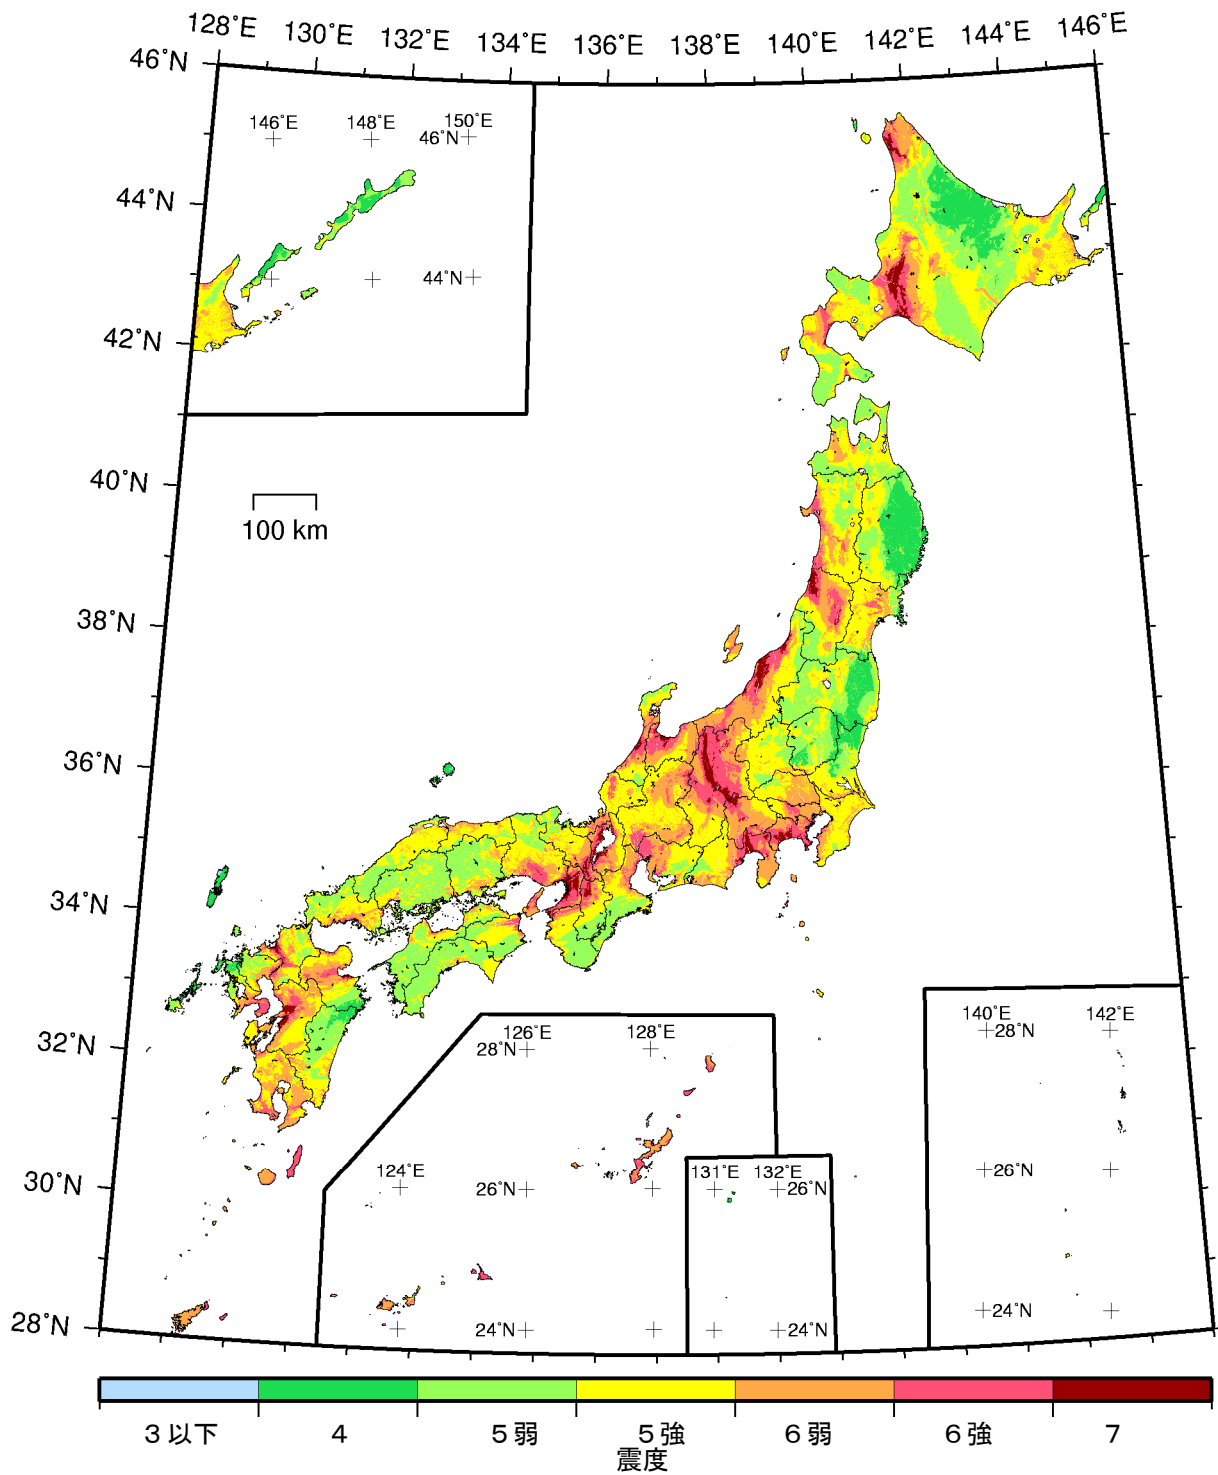 128°E 130°E 132°E 134°E 136°E 138°E 140°E 142°E 144°E 146°E
46°N
146°E 148°E 150°E
46°N
44°N
44°N
42°N
40°N
100 km
38°N
36°N
34°N
32°N
126°E 128°E
28°N
140°E 142°E
28°N
124°E
26°N
131°E 132°E
26°N
26°N
30°N
24°N
24°N
24°N
28°N
3以下 4 5弱 5強 6弱 6強 7
震度